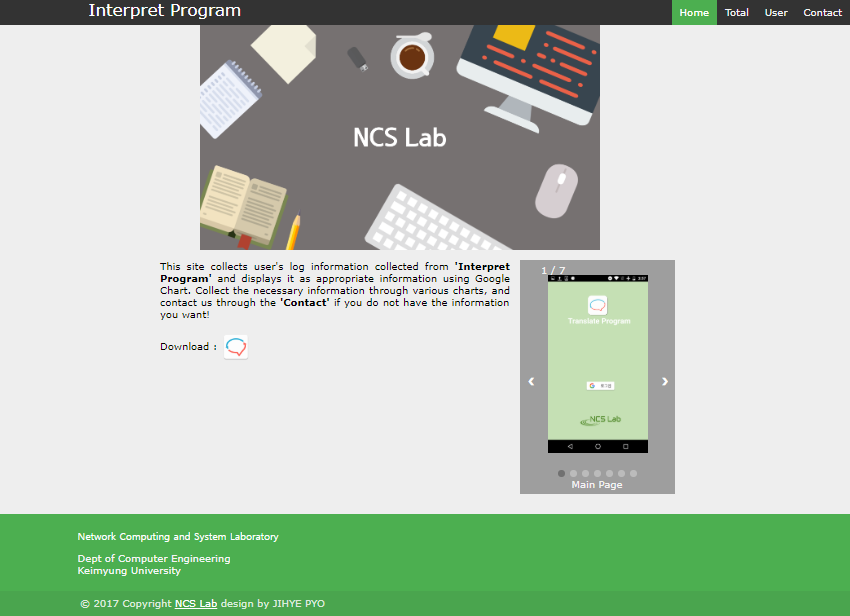 Interpret Program
Home Total User Contact
NCS Lab
This site collects user's log information collected from 'Interpret
Program' and displays it as appropriate information using Google
Chart. Collect the necessary information through various charts, and
contact us through the 'Contact' if you do not have the information
you want!
Download :
1 / 7
Translate Program
NCS Lab
Main Page
Network Computing and System Laboratory
Dept of Computer Engineering
Keimyung University
© 2017 Copyright NCS Lab design by JIHYE PYO